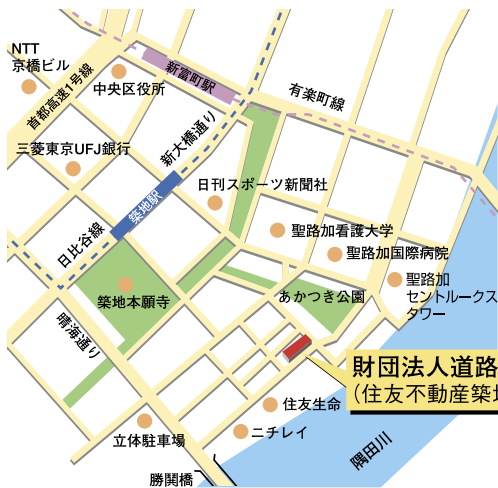 NTT
京橋ビル
首都高速1号線
中央区役所
新富町駅
有楽町線
三菱東京UFJ銀行
新大橋通り
日刊スポーツ新聞社
築地駅
日比谷線
聖路加看護大学
聖路加国際病院
聖路加
セントルークス
タワー
あかつき公園
築地本願寺
晴海通り
財団法人道路
(住友不動産築地
住友生命
ニチレイ
立体駐車場
勝関橋
隅田川